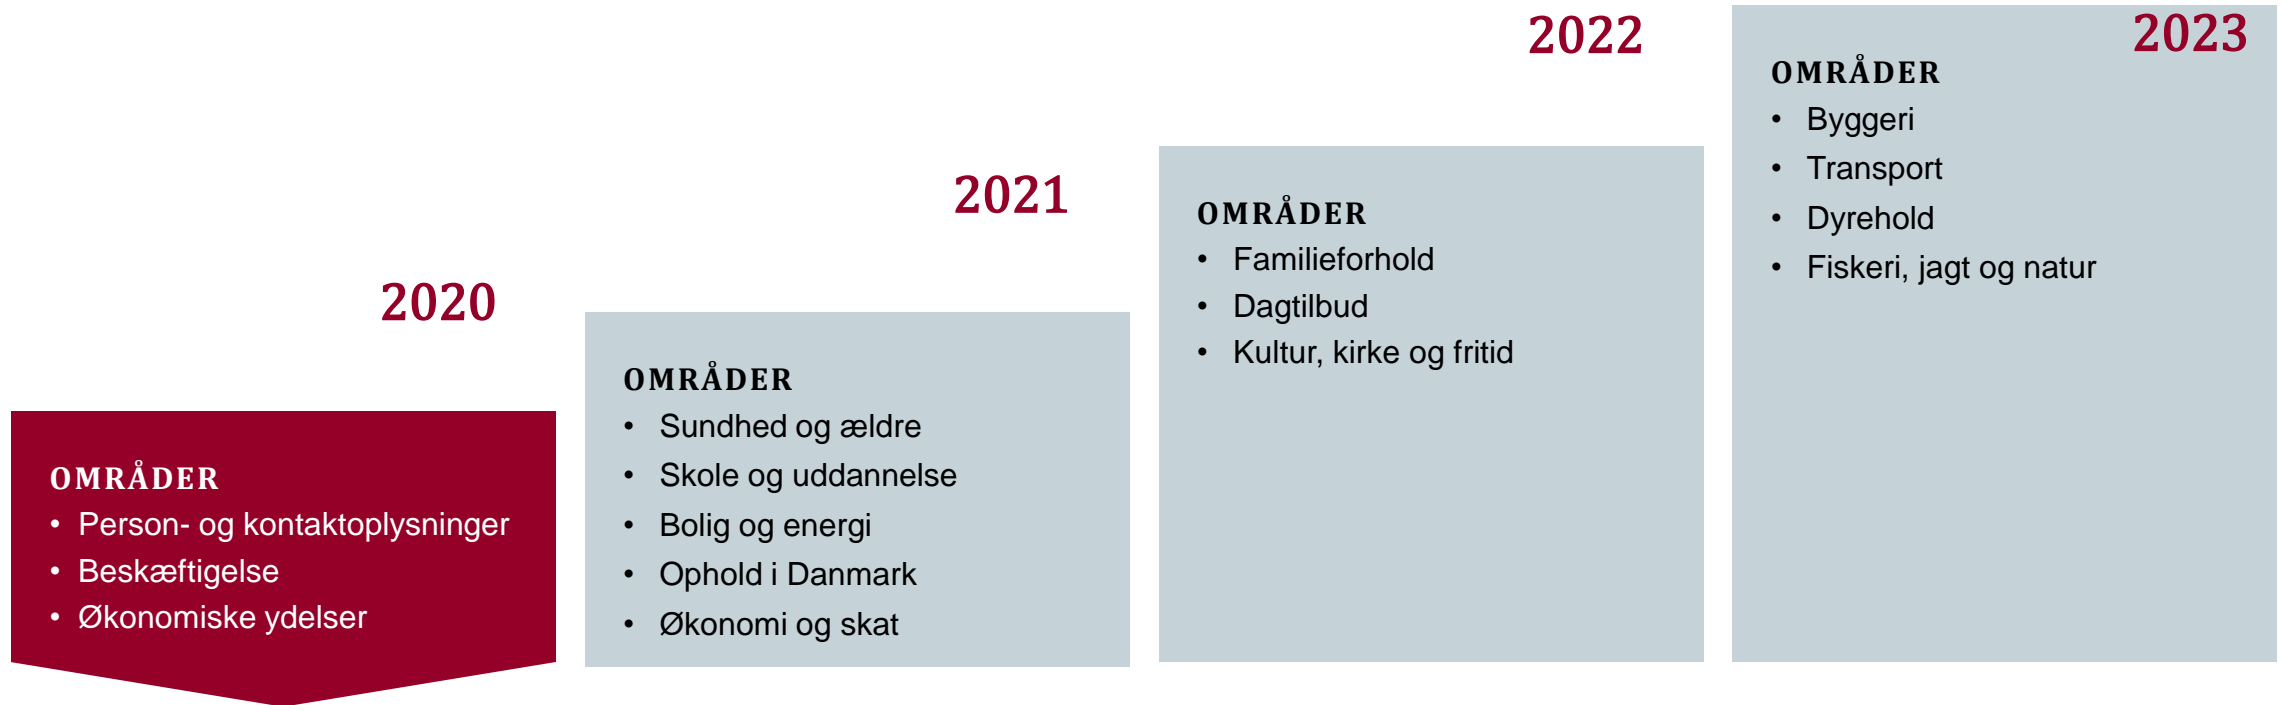 2020
OMRÅDER
• Person- og kontaktoplysninger
• Beskæftigelse
• Økonomiske ydelser
2021
OMRÅDER
• Sundhed og ældre
• Skole og uddannelse
• Bolig og energi
• Ophold i Danmark
• Økonomi og skat
2022
OMRÅDER
• Familieforhold
• Dagtilbud
• Kultur, kirke og fritid
2023
OMRÅDER
• Byggeri
• Transport
• Dyrehold
• Fiskeri, jagt og natur